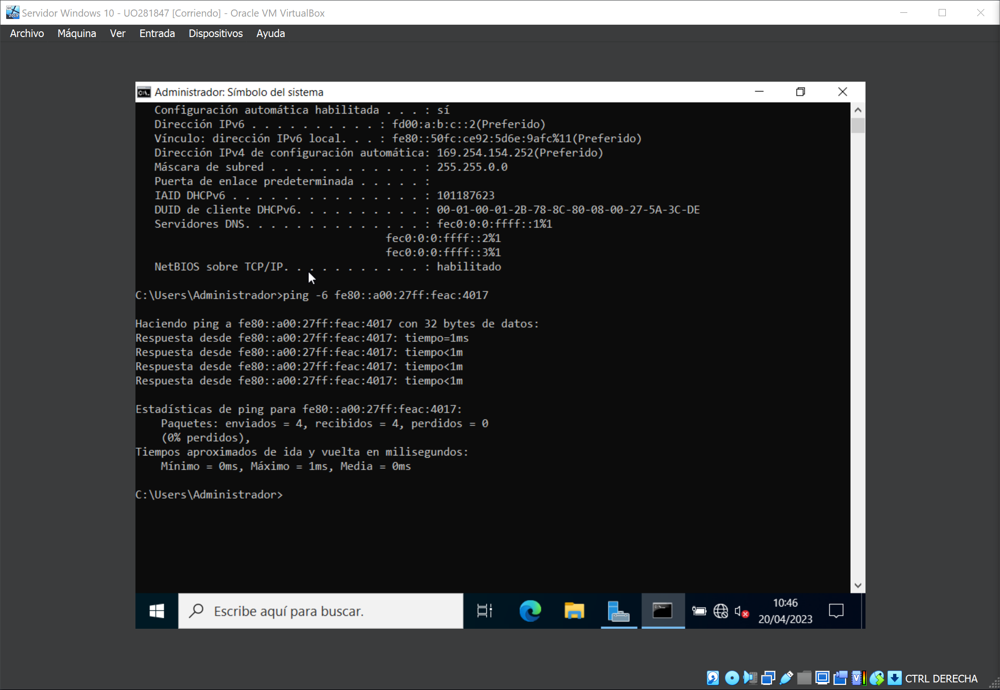 Servidor Windows 10 - UO281847 [Corriendo] - Oracle VM VirtualBox
Archivo Máquina Ver Entrada Dispositivos Ayuda
Administrador: Símbolo del sistema
Configuración automática habilitada . . . : sí
Dirección IPv6 . . . . . . . . . . : fd00:a:b:c::2(Preferido)
Vínculo: dirección IPv6 local. . . : fe80::50fc:ce92:5d6e:9afc%11(Preferido)
Dirección IPv4 de configuración automática: 169.254.154.252(Preferido)
Máscara de subred . . . . . . . . . . . . : 255.255.0.0
Puerta de enlace predeterminada . . . . . :
IAID DHCPv6 . . . . . . . . . . . . . . . : 101187623
DUID de cliente DHCPv6. . . . . . . . . . : 00-01-00-01-2B-78-8C-80-08-00-27-5A-3C-DE
Servidores DNS. . . . . . . . . . . . . . : fec0:0:0:ffff::1%1
fec0:0:0:ffff::2%1
fec0:0:0:ffff::3%1
NetBIOS sobre TCP/IP. . . . . . . . . . . : habilitado
C:\Users\Administrador>ping -6 fe80::a00:27ff:feac:4017
Haciendo ping a fe80::a00:27ff:feac:4017 con 32 bytes de datos:
Respuesta desde fe80::a00:27ff:feac:4017: tiempo=1ms
Respuesta desde fe80::a00:27ff:feac:4017: tiempo<1m
Respuesta desde fe80::a00:27ff:feac:4017: tiempo<1m
Respuesta desde fe80::a00:27ff:feac:4017: tiempo<1m
Estadísticas de ping para fe80::a00:27ff:feac:4017:
Paquetes: enviados = 4, recibidos = 4, perdidos = 0
(0% perdidos),
Tiempos aproximados de ida y vuelta en milisegundos:
Mínimo = 0ms, Máximo = 1ms, Media = 0ms
C:\Users\Administrador>
Escribe aquí para buscar.
10:46
20/04/2023
CTRL DERECHA